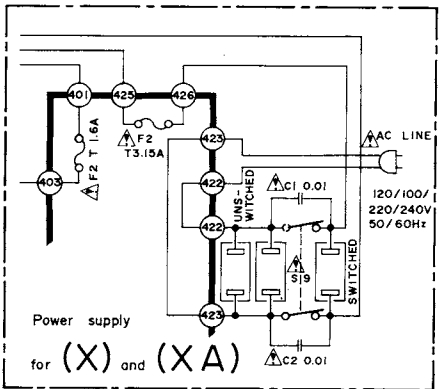 401
425
426
F2
T3.15A
F2 T 1.6A
403
423
422
422
423
AC LINE
120/100/
220/240V
50/60Hz
UNS-
WITCHED
C1 0.01
S19
SWITCHED
C2 0.01
Power supply
for (X) and (XA)